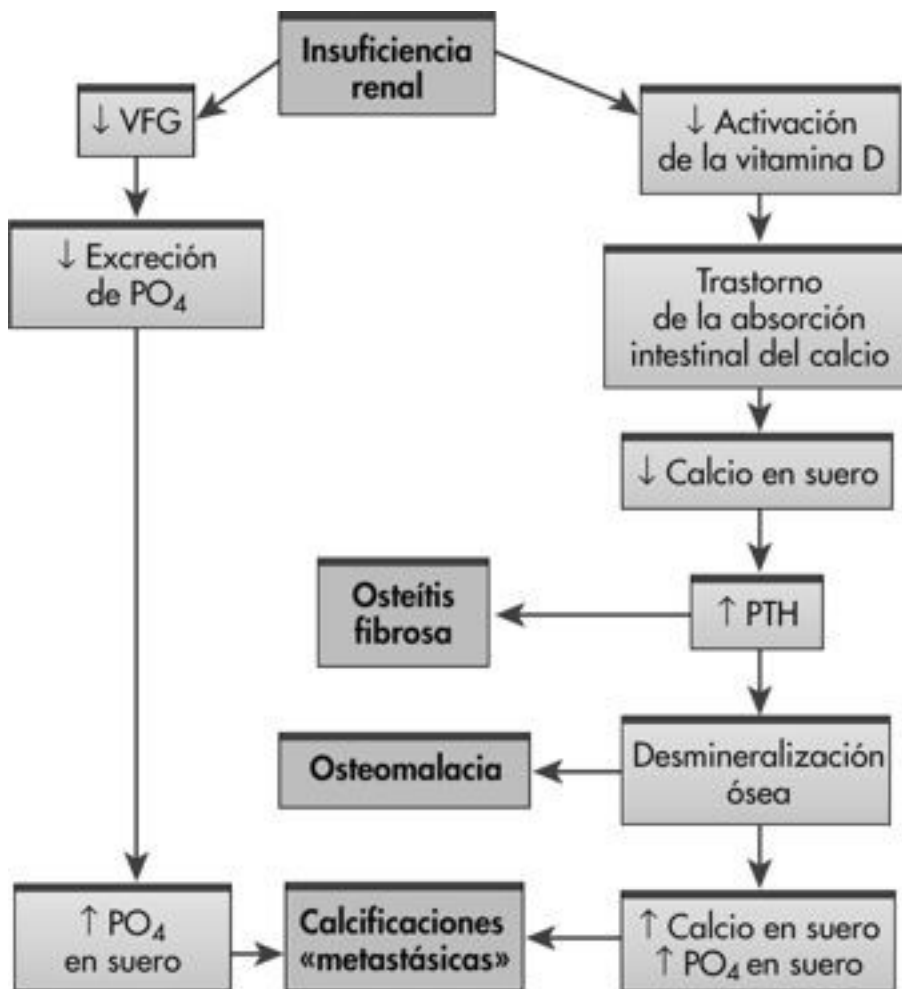 Insuficiencia
renal
↓ VFG
↓ Activación
de la vitamina D
↓ Excreción
de PO₄
Trastorno
de la absorción
intestinal del calcio
↓ Calcio en suero
Osteítis
fibrosa
↑ PTH
Osteomalacia
Desmineralización
ósea
↑ PO₄
en suero
Calcificaciones
«metastásicas»
↑ Calcio en suero
↑ PO₄ en suero